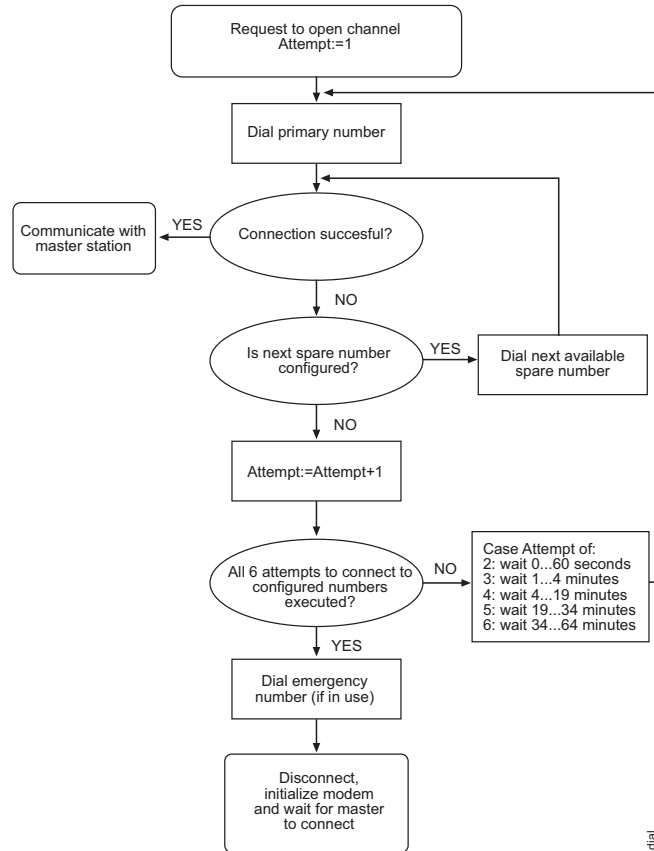 Request to open channel
Attempt:=1
Dial primary number
Communicate with
master station
YES
Connection succesful?
NO
Is next spare number
configured?
YES
Dial next available
spare number
NO
Attempt:=Attempt+1
All 6 attempts to connect to
configured numbers
executed?
NO
Case Attempt of:
2: wait 0...60 seconds
3: wait 1...4 minutes
4: wait 4...19 minutes
5: wait 19...34 minutes
6: wait 34...64 minutes
YES
Dial emergency
number (if in use)
Disconnect,
initialize modem
and wait for master
to connect
dial